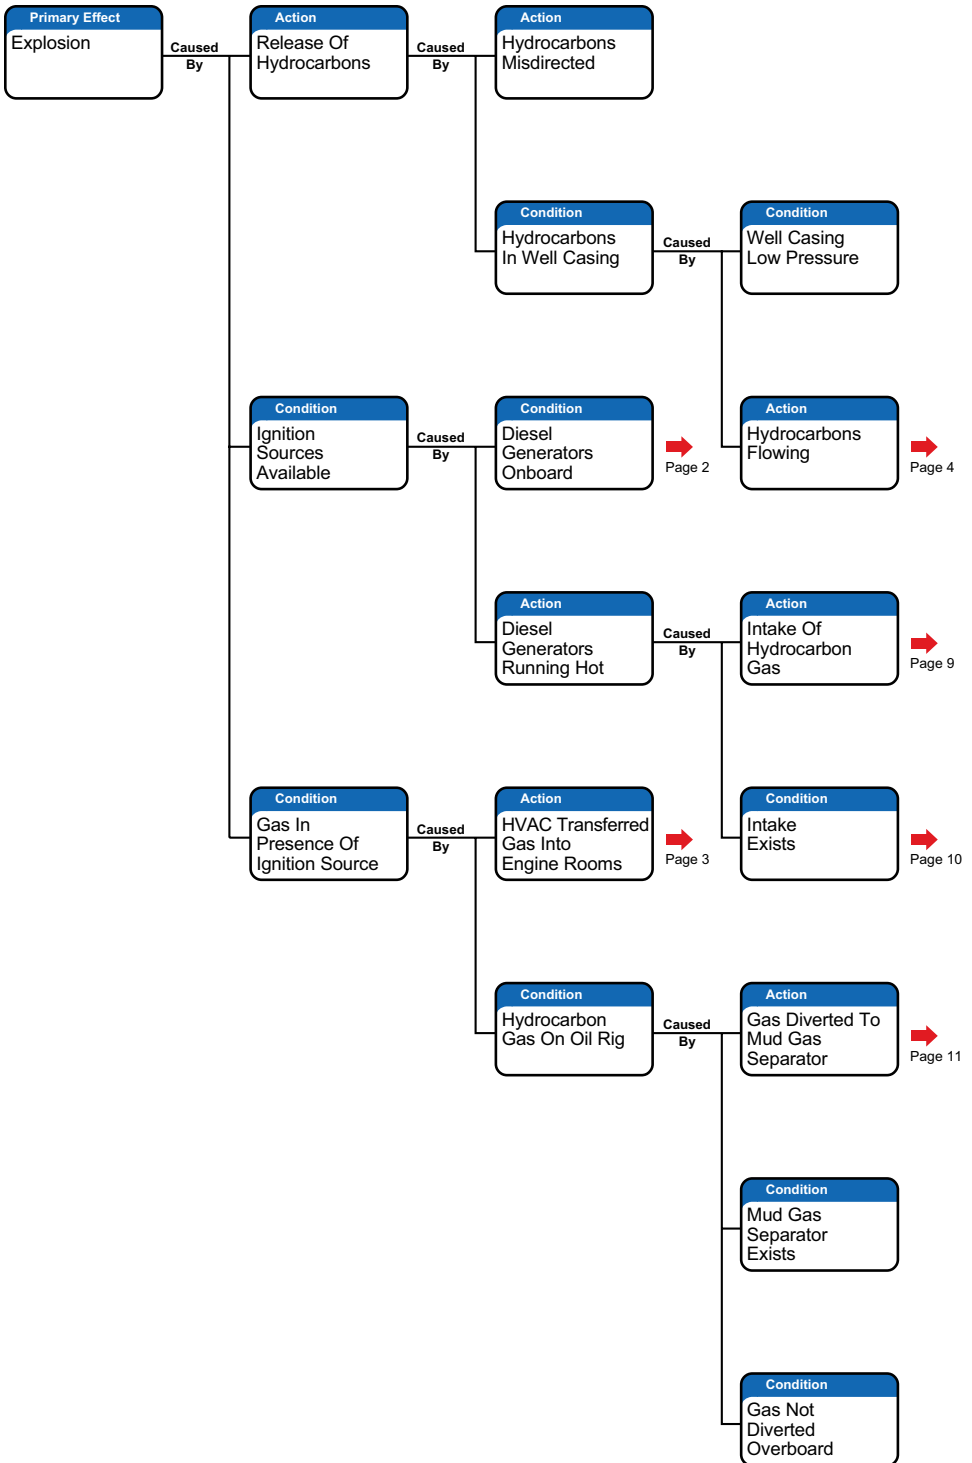 Primary Effect
Explosion
Caused
By
Action
Release Of
Hydrocarbons
Caused
By
Action
Hydrocarbons
Misdirected
Condition
Hydrocarbons
In Well Casing
Caused
By
Condition
Well Casing
Low Pressure
Condition
Ignition
Sources
Available
Caused
By
Condition
Diesel
Generators
Onboard
Page 2
Action
Hydrocarbons
Flowing
Page 4
Action
Diesel
Generators
Running Hot
Caused
By
Action
Intake Of
Hydrocarbon
Gas
Page 9
Condition
Gas In
Presence Of
Ignition Source
Caused
By
Action
HVAC Transferred
Gas Into
Engine Rooms
Page 3
Condition
Intake
Exists
Page 10
Condition
Hydrocarbon
Gas On Oil Rig
Caused
By
Action
Gas Diverted To
Mud Gas
Separator
Page 11
Condition
Mud Gas
Separator
Exists
Condition
Gas Not
Diverted
Overboard